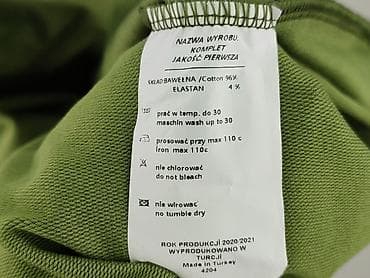 NAZWA WYROBU:
KOMPLET
JAKOŚĆ PIERWSZA
SKŁAD BAWEŁNA /Cotton 96%
ELASTAN 4 %
prać w temp. do 30
maschin wash up to 30
prosować przy max 110 c
iron max 110c
nie chlorować
do not bleach
nie wirować
no tumble dry
ROK PRODUKCJI 2020/2021
WYPRODUKOWANO W
TURCJI
Made in Turkey
4204